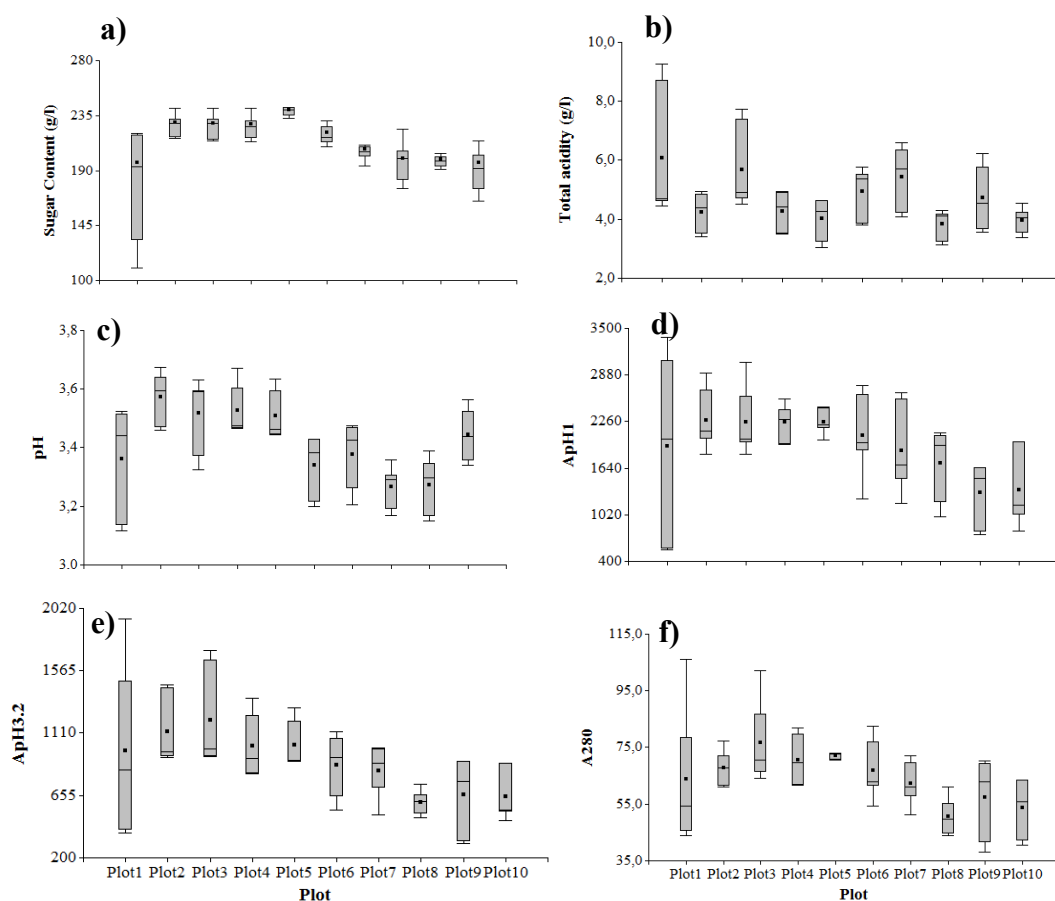 a)
280
235
190
145
100
Sugar Content (g/l)
b)
10,0
8,0
6,0
4,0
2,0
Total acidity (g/l)
c)
3,8
3,6
3,4
3,2
3,0
pH
d)
3500
2880
2260
1640
1020
400
ApH1
e)
2020
1565
1110
655
200
ApH3.2
Plot1 Plot2 Plot3 Plot4 Plot5 Plot6 Plot7 Plot8 Plot9 Plot10
Plot
f)
115,0
95,0
75,0
55,0
35,0
A280
Plot1 Plot2 Plot3 Plot4 Plot5 Plot6 Plot7 Plot8 Plot9 Plot10
Plot